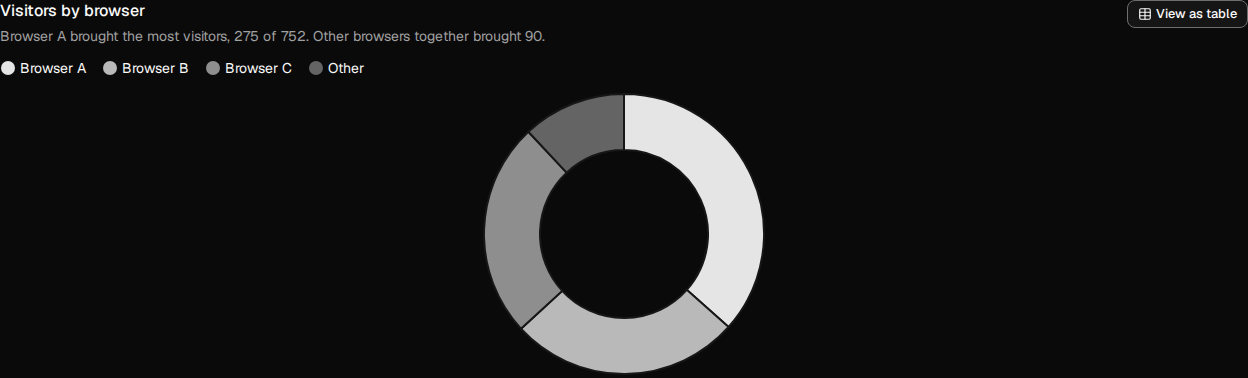 Visitors by browser
View as table
Browser A brought the most visitors, 275 of 752. Other browsers together brought 90.
Browser A
Browser B
Browser C
Other